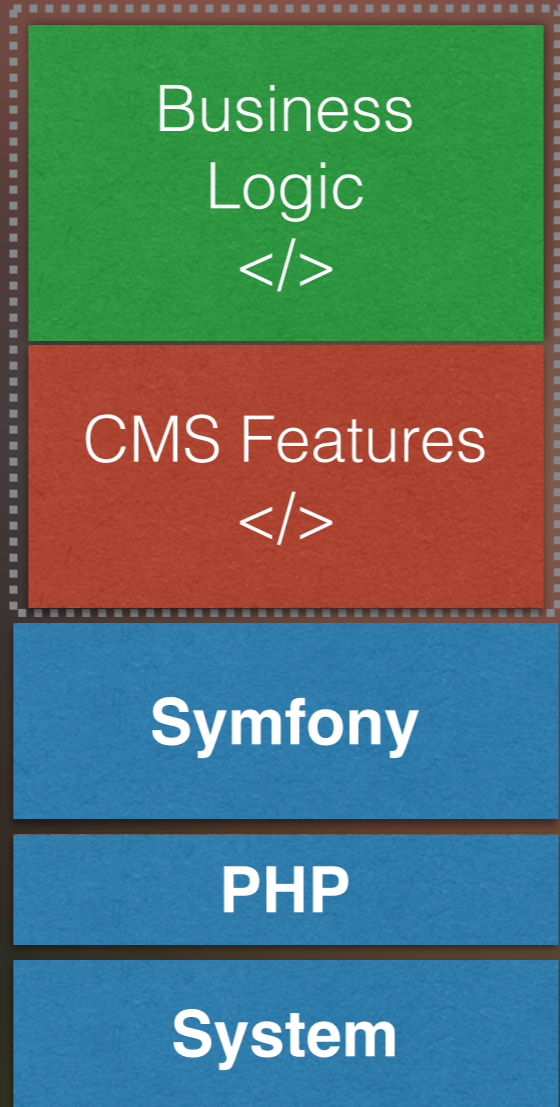 Business
Logic
</>
CMS Features
</>
Symfony
PHP
System